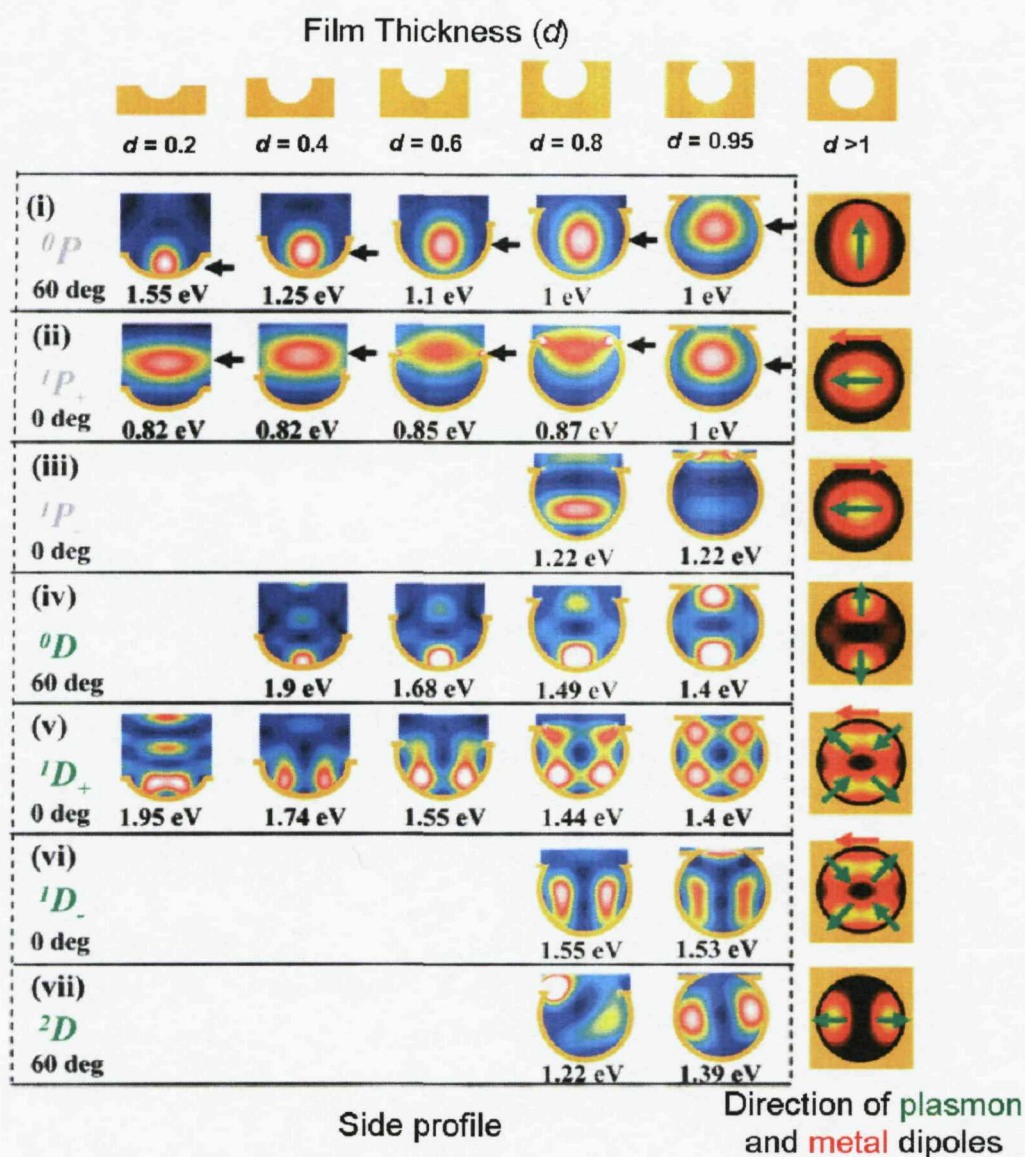 Film Thickness (d)
d = 0.2 d = 0.4 d = 0.6 d = 0.8 d = 0.95 d >1
(i)
⁰P
60 deg 1.55 eV 1.25 eV 1.1 eV 1 eV 1 eV
(ii)
¹P₊
0 deg 0.82 eV 0.82 eV 0.85 eV 0.87 eV 1 eV
(iii)
¹P₋
0 deg 1.22 eV 1.22 eV
(iv)
⁰D
60 deg 1.9 eV 1.68 eV 1.49 eV 1.4 eV
(v)
¹D₊
0 deg 1.95 eV 1.74 eV 1.55 eV 1.44 eV 1.4 eV
(vi)
¹D₋
0 deg 1.55 eV 1.53 eV
(vii)
²D
60 deg 1.22 eV 1.39 eV
Side profile
Direction of plasmon
and metal dipoles